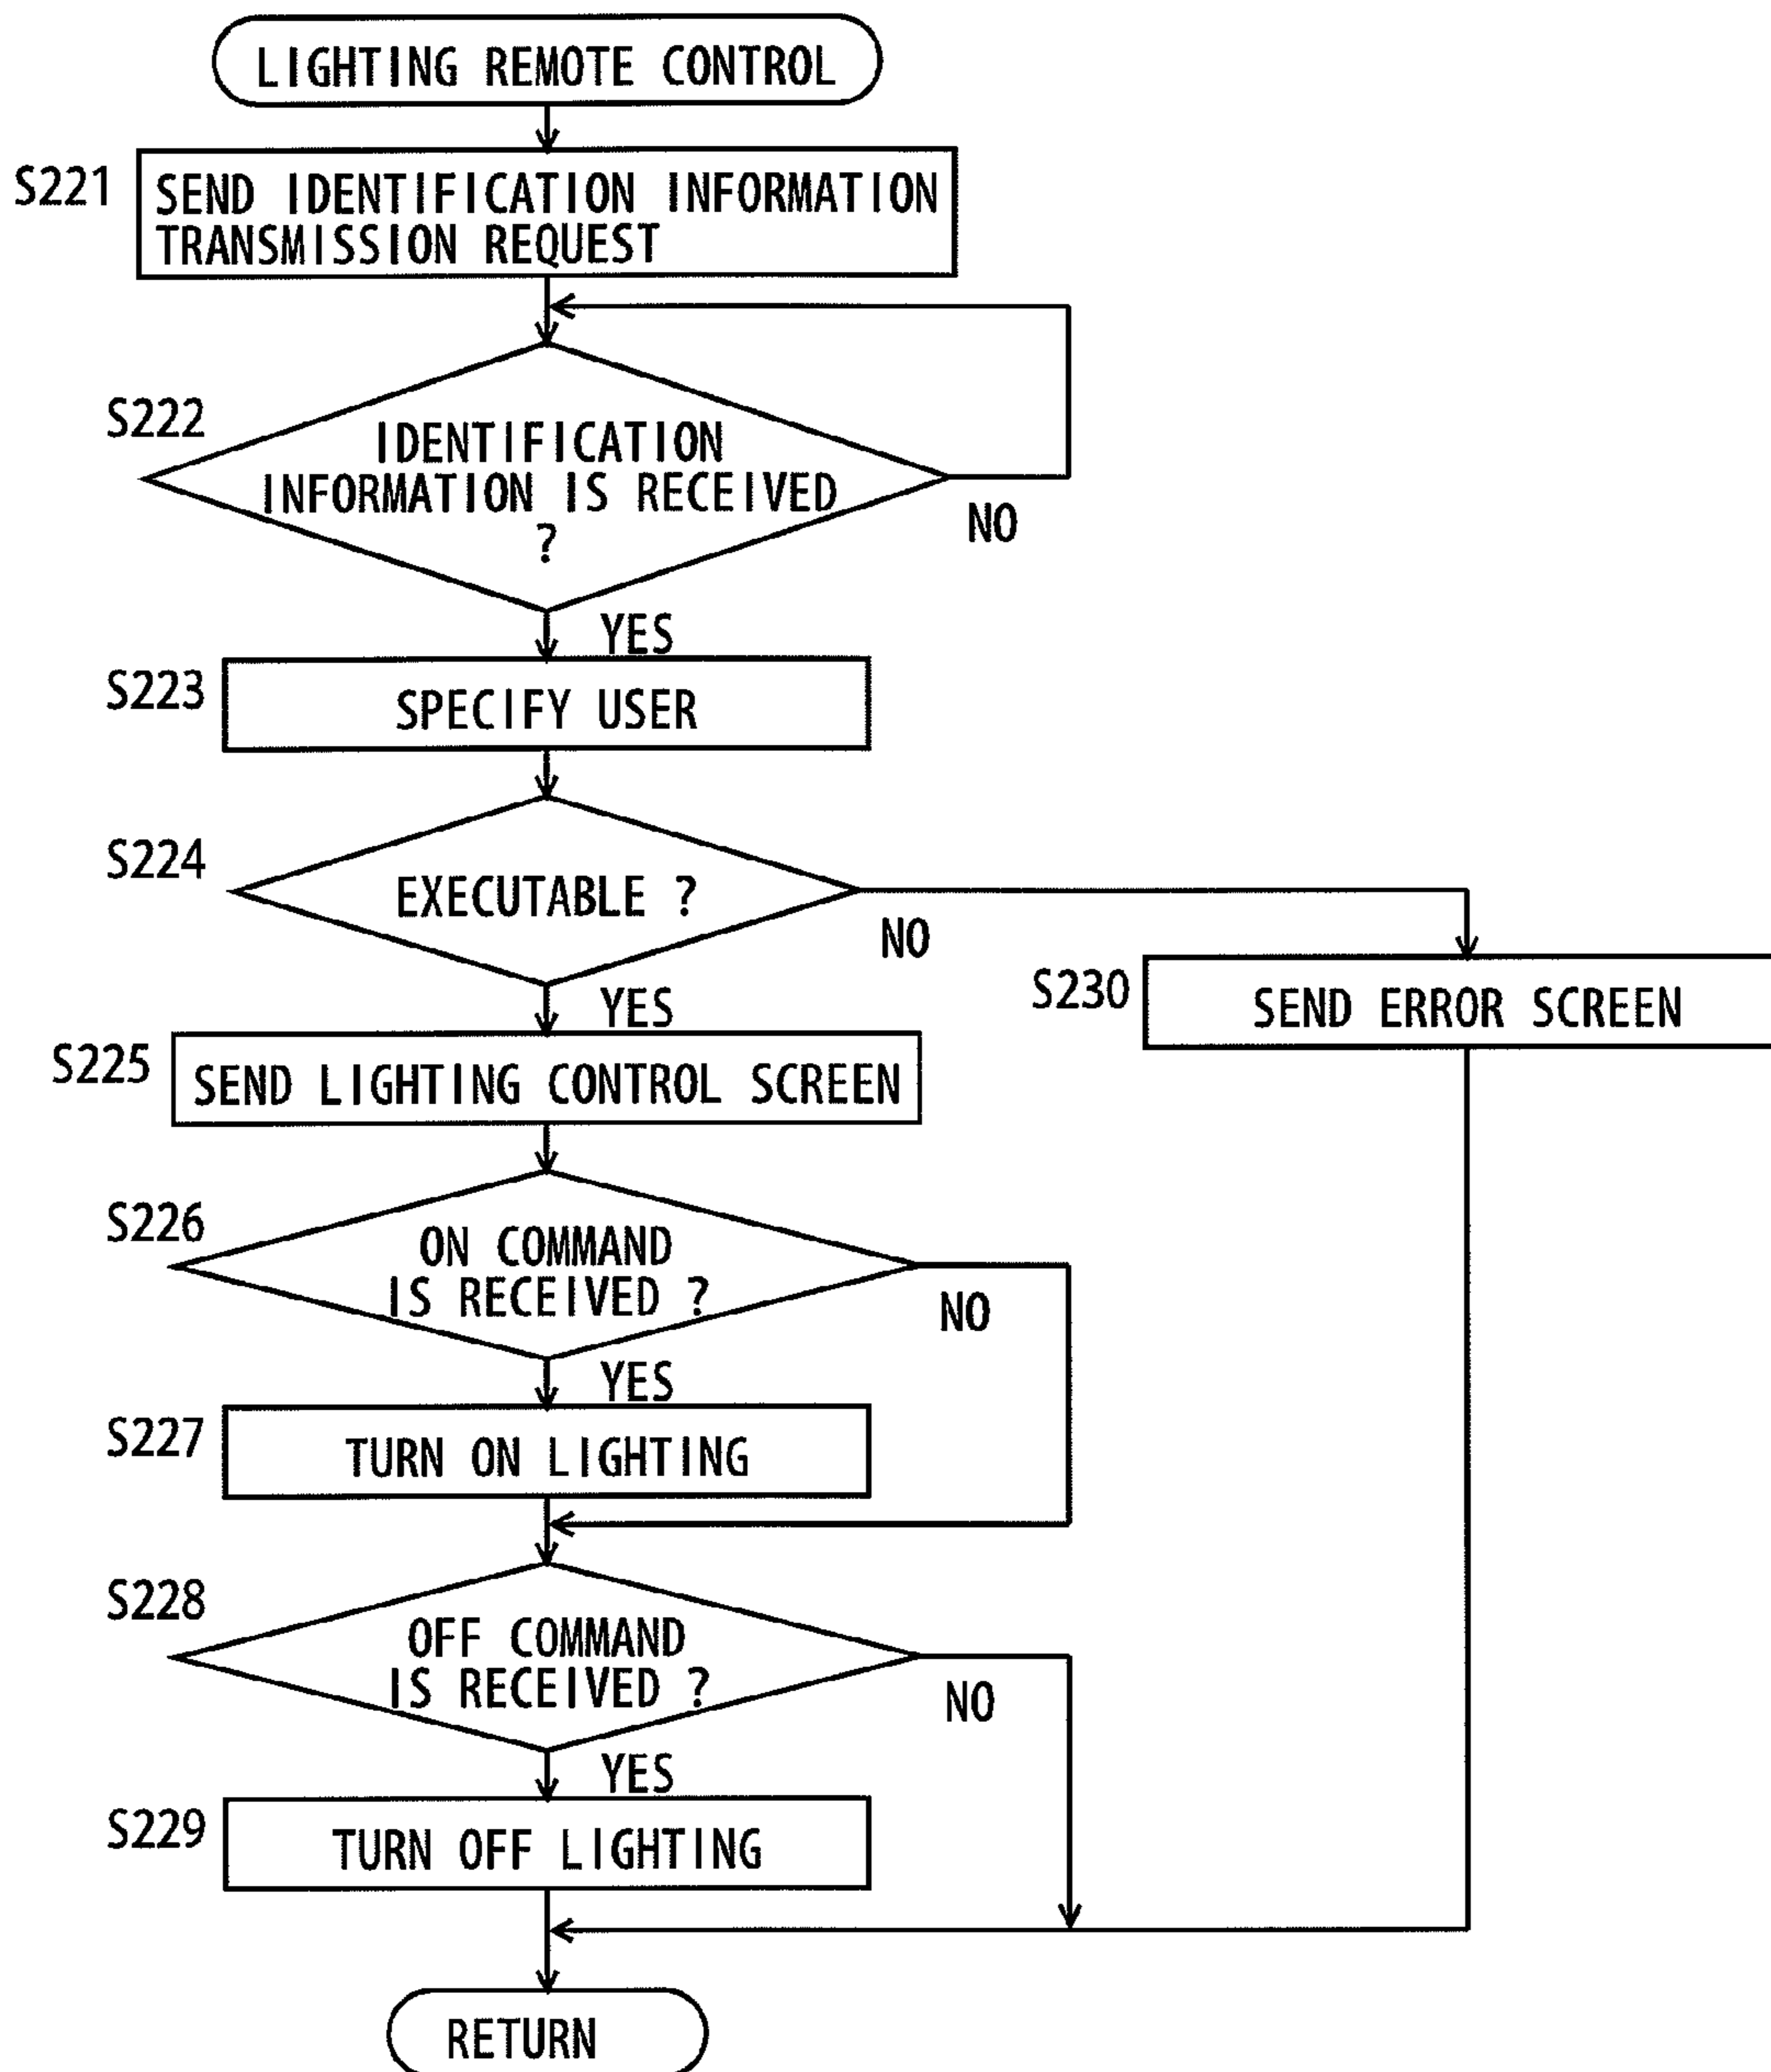 LIGHTING REMOTE CONTROL
S221
SEND IDENTIFICATION INFORMATION
TRANSMISSION REQUEST
S222
IDENTIFICATION
INFORMATION IS RECEIVED
?
NO
YES
S223
SPECIFY USER
S224
EXECUTABLE ?
NO
YES
S230
SEND ERROR SCREEN
S225
SEND LIGHTING CONTROL SCREEN
S226
ON COMMAND
IS RECEIVED ?
NO
YES
S227
TURN ON LIGHTING
S228
OFF COMMAND
IS RECEIVED ?
NO
YES
S229
TURN OFF LIGHTING
RETURN